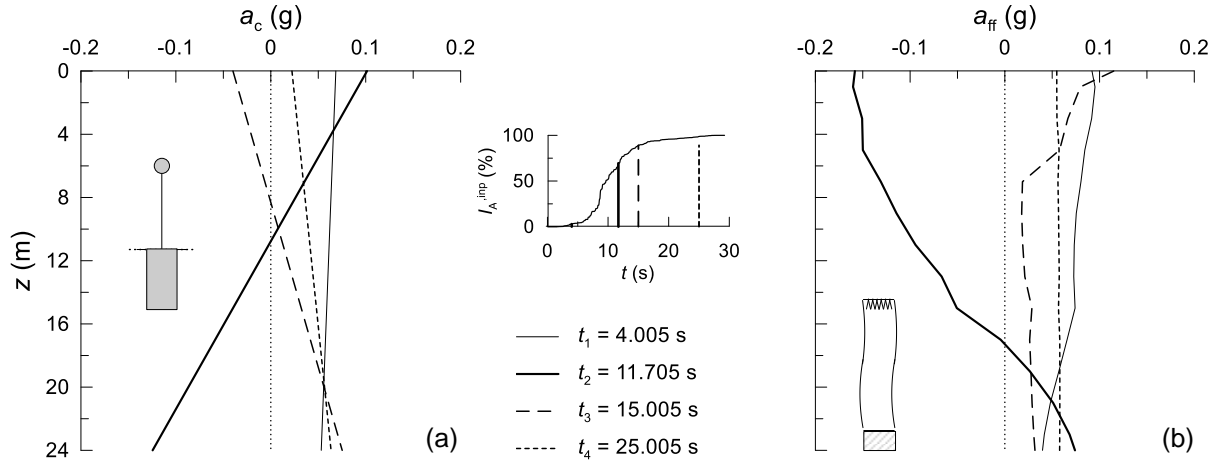 a_c (g)
-0.2 -0.1 0 0.1 0.2
0
4
8
12
16
20
24
z (m)
(a)
I_A^,inp (%)
100
50
0
0 10 20 30
t (s)
t_1 = 4.005 s
t_2 = 11.705 s
t_3 = 15.005 s
t_4 = 25.005 s
a_ff (g)
-0.2 -0.1 0 0.1 0.2
(b)